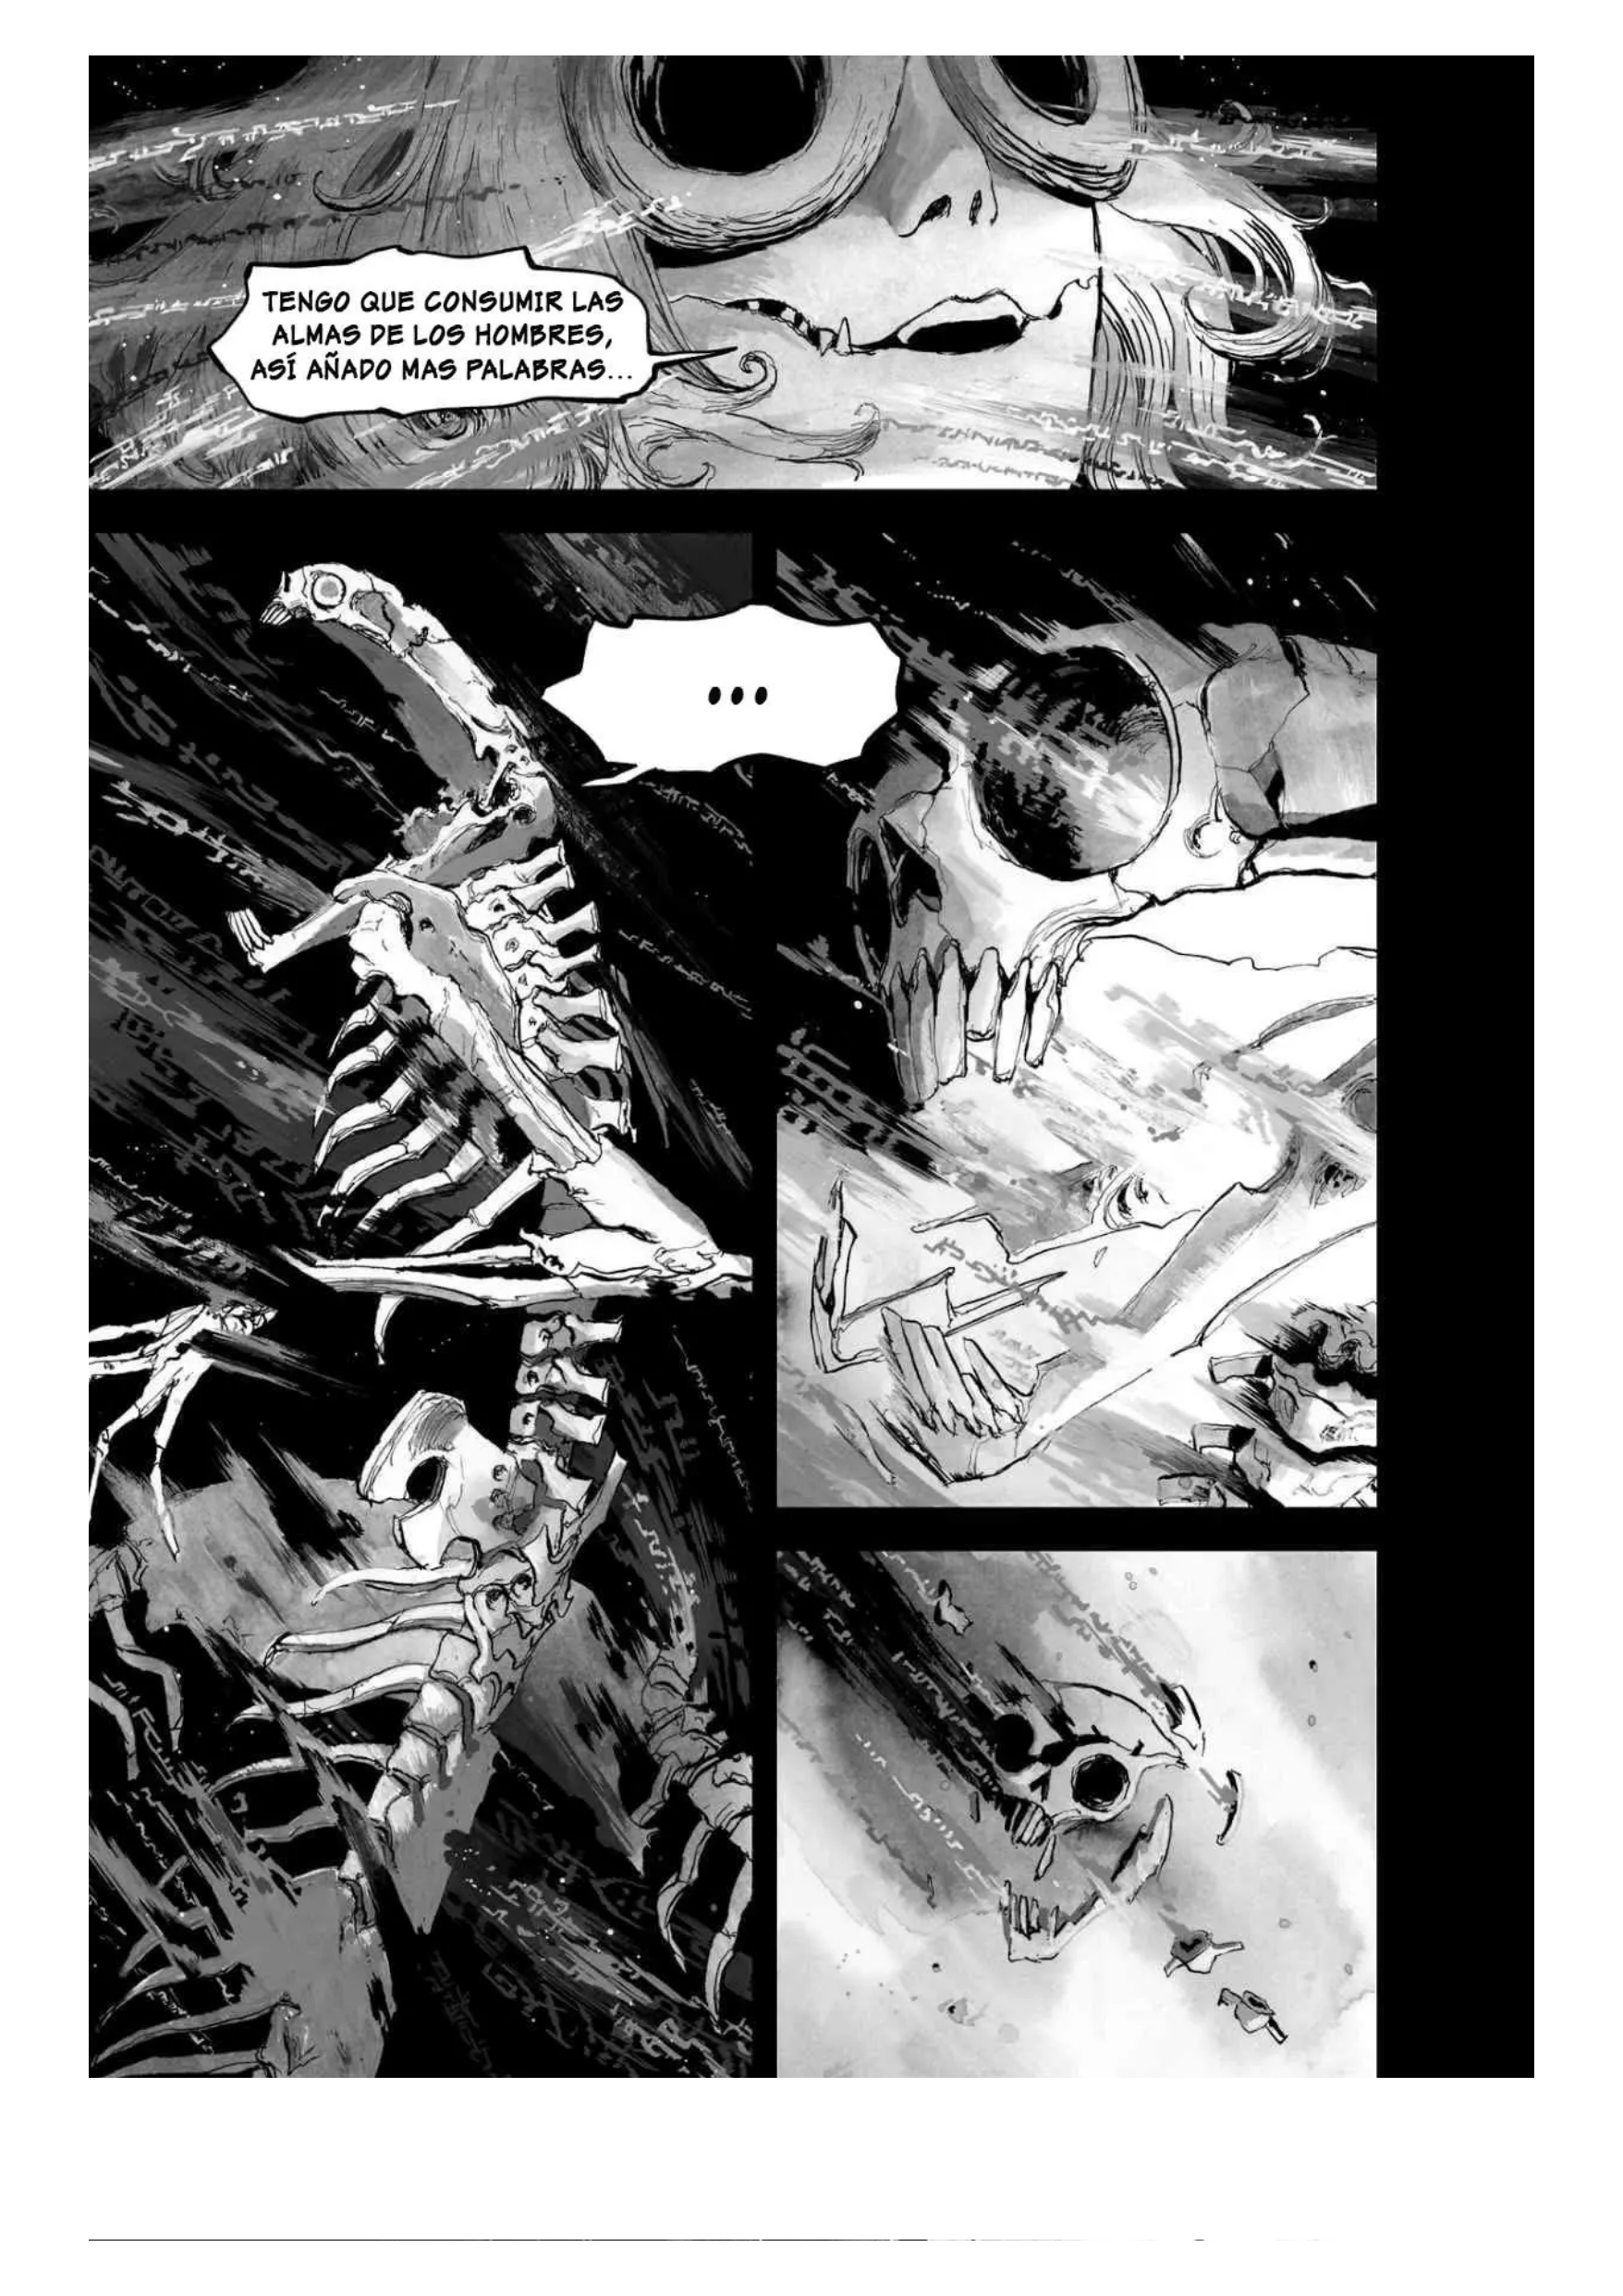 TENGO QUE CONSUMIR LAS
ALMAS DE LOS HOMBRES,
ASÍ AÑADO MAS PALABRAS...
...